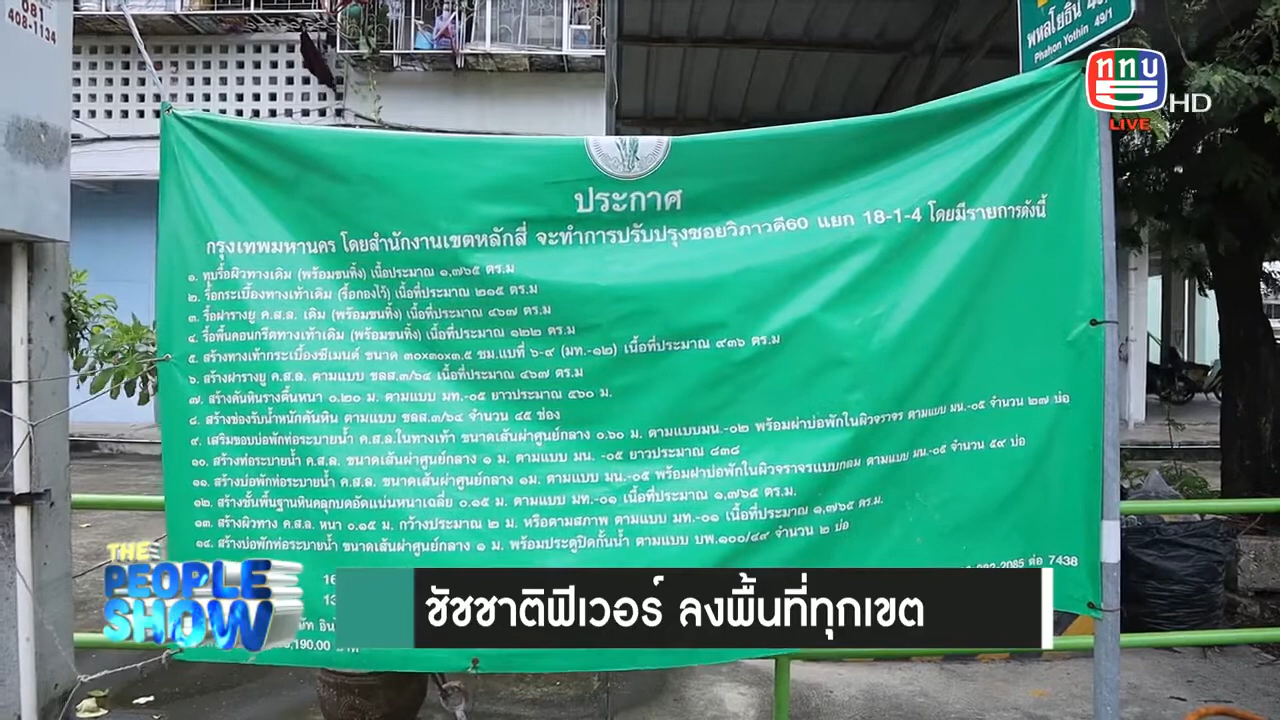 081
408-1134
พหลโยธิน 49/1
Phahon Yothin 49/1
ททบ
5 HD
LIVE
ประกาศ
กรุงเทพมหานคร โดยสำนักงานเขตหลักสี่ จะทำการปรับปรุงซอยวิภาวดี60 แยก 18-1-4 โดยมีรายการดังนี้
๑. ทุบรื้อผิวทางเดิม (พร้อมขนทิ้ง) เนื้อประมาณ ๑,๗๖๕ ตร.ม
๒. รื้อกระเบื้องทางเท้าเดิม (รื้อกองไว้) เนื้อที่ประมาณ ๒๑๕ ตร.ม
๓. รื้อฝารางยู ค.ส.ล. เดิม (พร้อมขนทิ้ง) เนื้อที่ประมาณ ๔๖๗ ตร.ม
๔. รื้อพื้นคอนกรีตทางเท้าเดิม (พร้อมขนทิ้ง) เนื้อที่ประมาณ ๑๒๒ ตร.ม
๕. สร้างทางเท้ากระเบื้องซีเมนต์ ขนาด ๓๐x๓๐x๓.๕ ซม.แบที่ ๖-๙ (มท.-๑๒) เนื้อที่ประมาณ ๙๓๖ ตร.ม
๖. สร้างฝารางยู ค.ส.ล. ตามแบบ ชลส.๓/๖๔ เนื้อที่ประมาณ ๔๖๗ ตร.ม
๗. สร้างคันหินรางตื้นหนา ๐.๒๐ ม. ตามแบบ มท.-๐๕ ยาวประมาณ ๕๖๐ ม.
๘. สร้างช่องรับน้ำหนักคันหิน ตามแบบ ชลส.๓/๖๔ จำนวน ๔๕ ช่อง
๙. เสริมขอบบ่อพักท่อระบายน้ำ ค.ส.ล.ในทางเท้า ขนาดเส้นผ่าศูนย์กลาง ๐.๖๐ ม. ตามแบบมน.-๐๒ พร้อมฝาบ่อพักในผิวจราจร ตามแบบ มน.-๐๕ จำนวน ๒๗ บ่อ
๑๐. สร้างท่อระบายน้ำ ค.ส.ล. ขนาดเส้นผ่าศูนย์กลาง ๑ ม. ตามแบบ มน. -๐๕ ยาวประมาณ ๘๓๘
๑๑. สร้างบ่อพักท่อระบายน้ำ ค.ส.ล. ขนาดเส้นผ่าศูนย์กลาง ๑ม. ตามแบบ มน.-๐๕ พร้อมฝาบ่อพักในผิวจราจรแบบกลม ตามแบบ มน.-๐๕ จำนวน ๕๙ บ่อ
๑๒. สร้างชั้นพื้นฐานหินคลุกบดอัดแน่นหนาเฉลี่ย ๐.๑๕ ม. ตามแบบ มท.-๐๑ เนื้อที่ประมาณ ๑,๗๖๕ ตร.ม.
๑๓. สร้างผิวทาง ค.ส.ล. หนา ๐.๑๕ ม. กว้างประมาณ ๒ ม. หรือตามสภาพ ตามแบบ มท.-๐๑ เนื้อที่ประมาณ ๑,๗๖๕ ตร.ม.
๑๔. สร้างบ่อพักท่อระบายน้ำ ขนาดเส้นผ่าศูนย์กลาง ๑ ม. พร้อมประตูปิดกั้นน้ำ ตามแบบ บพ.๑๐๐/๔๙ จำนวน ๒ บ่อ
2085 ต่อ 7438
190.00
THE PEOPLE SHOW
ชัชชาติฟีเวอร์ ลงพื้นที่ทุกเขต